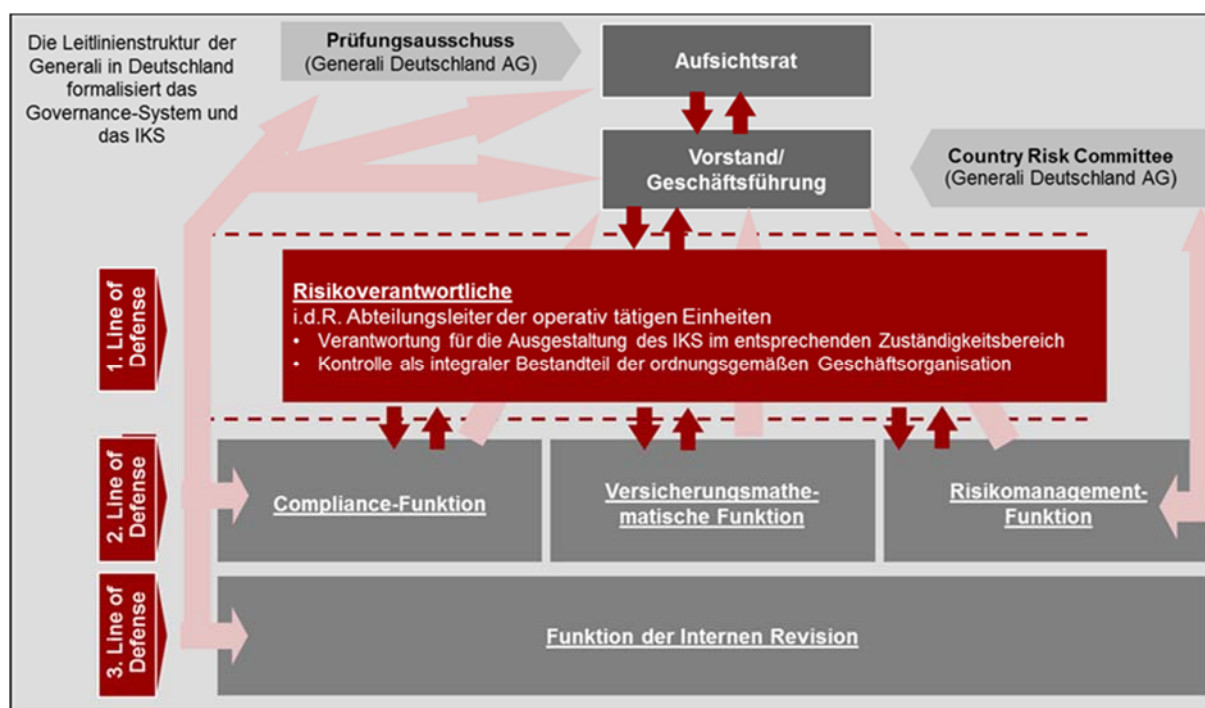 Die Leitlinienstruktur der
Generali in Deutschland
formalisiert das
Governance-System und
das IKS
Prüfungsausschuss
(Generali Deutschland AG)
Aufsichtsrat
Vorstand/
Geschäftsführung
Country Risk Committee
(Generali Deutschland AG)
1. Line of
Defense
Risikoverantwortliche
i.d.R. Abteilungsleiter der operativ tätigen Einheiten
• Verantwortung für die Ausgestaltung des IKS im entsprechenden Zuständigkeitsbereich
• Kontrolle als integraler Bestandteil der ordnungsgemäßen Geschäftsorganisation
2. Line of
Defense
Compliance-Funktion
Versicherungsmathe-
matische Funktion
Risikomanagement-
Funktion
3. Line of
Defense
Funktion der Internen Revision